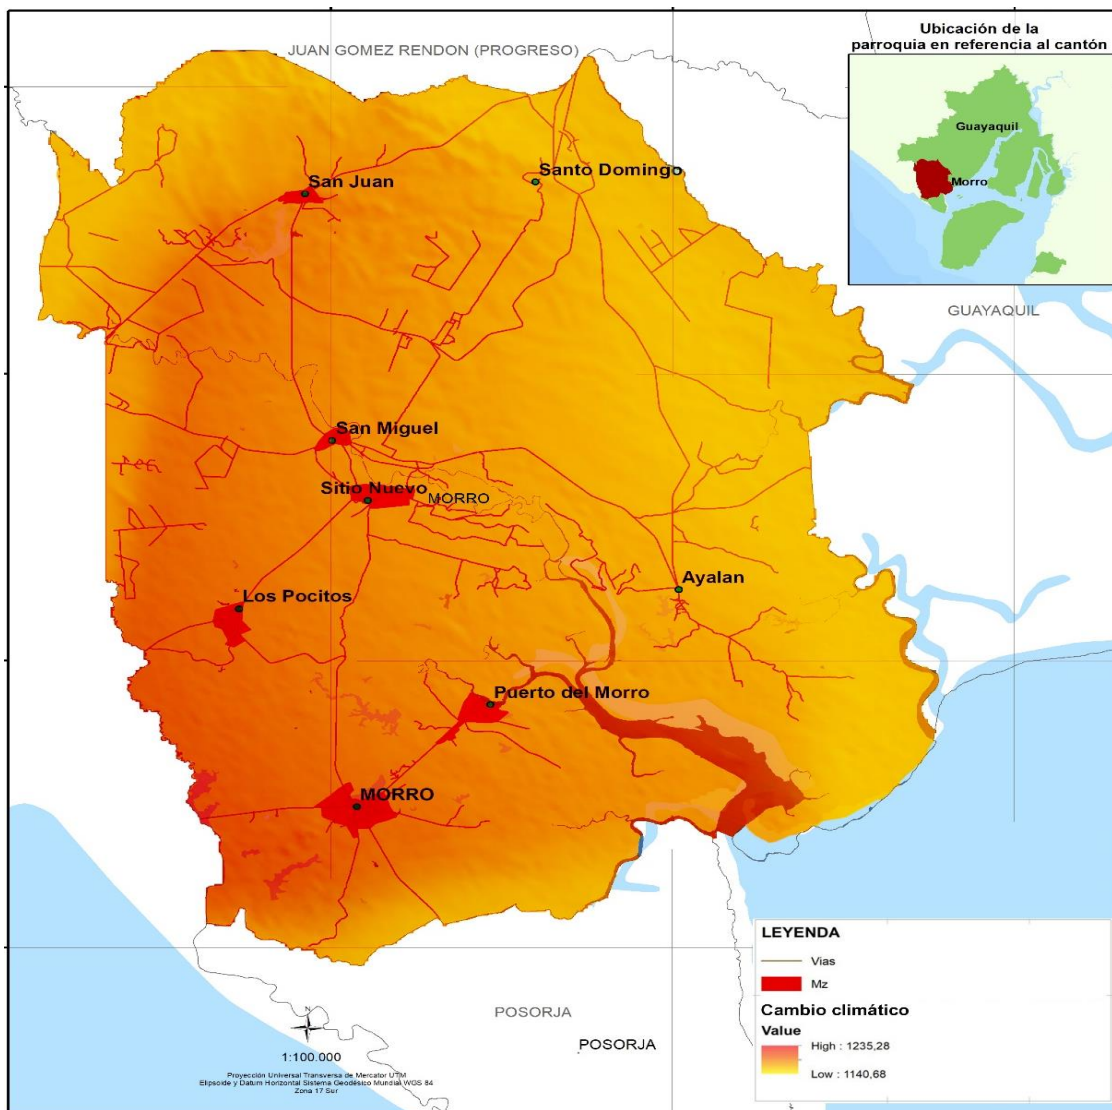 Ubicación de la
parroquia en referencia al cantón
Guayaquil
Morro
JUAN GOMEZ RENDON (PROGRESO)
San Juan
Santo Domingo
GUAYAQUIL
San Miguel
Sitio Nuevo
MORRO
Ayalan
Los Pocitos
Puerto del Morro
MORRO
LEYENDA
Vias
Mz
Cambio climático
Value
High : 1235,28
Low : 1140,68
POSORJA
POSORJA
N
1:100.000
Proyección Universal Transversa de Mercator UTM
Elipsoide y Datum Horizontal Sistema Geodésico Mundial WGS 84
Zona 17 Sur